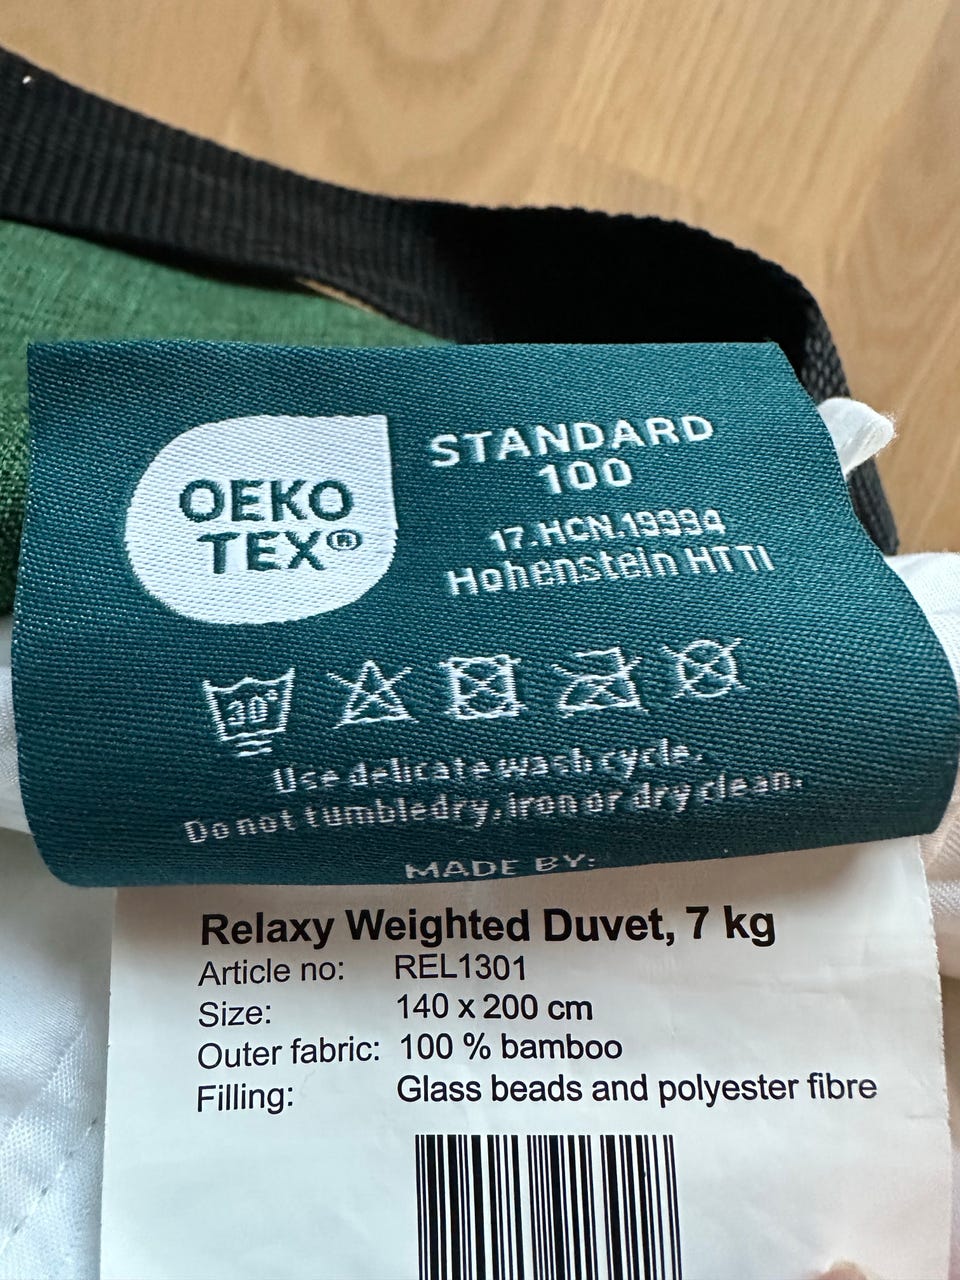 OEKO
TEX®
STANDARD
100
17.HCN.19994
Hohenstein HTTI
30°
Use delicate wash cycle.
Do not tumbledry, iron or dry clean.
MADE BY:
Relaxy Weighted Duvet, 7 kg
Article no: REL1301
Size: 140 x 200 cm
Outer fabric: 100 % bamboo
Filling: Glass beads and polyester fibre